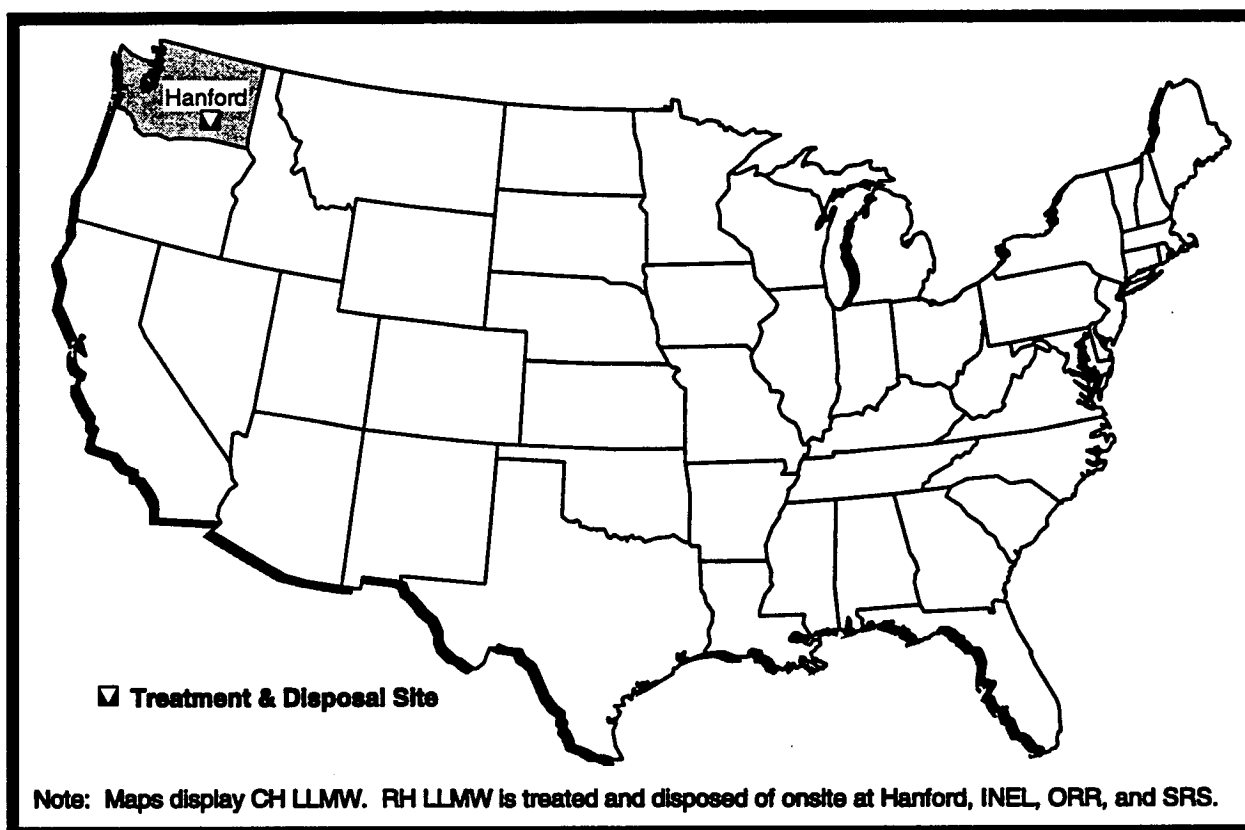 Hanford
Treatment & Disposal Site
Note: Maps display CH LLMW. RH LLMW is treated and disposed of onsite at Hanford, INEL, ORR, and SRS.